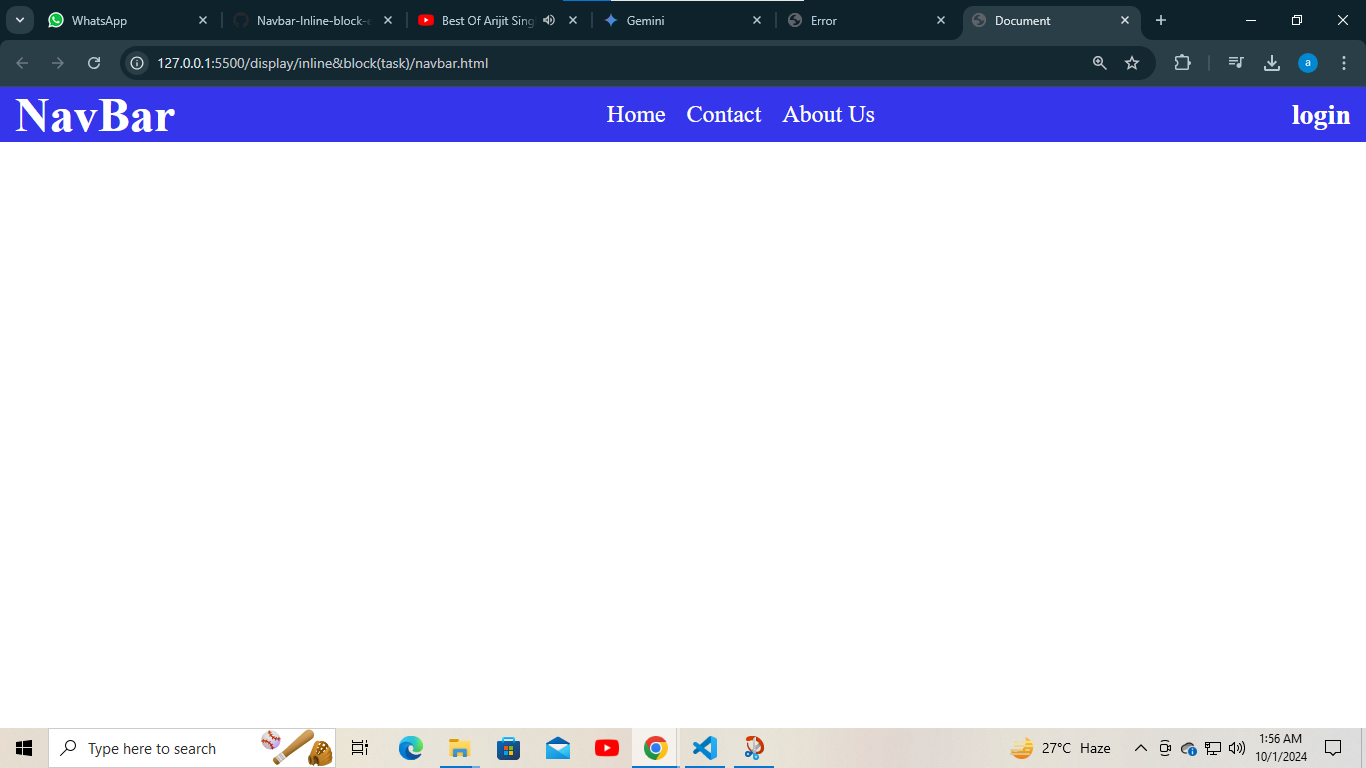 WhatsApp
Navbar-Inline-block-e
Best Of Arijit Sing
Gemini
Error
Document
127.0.0.1:5500/display/inline&block(task)/navbar.html
a
NavBar
Home Contact About Us
login
Type here to search
27°C Haze
1:56 AM
10/1/2024